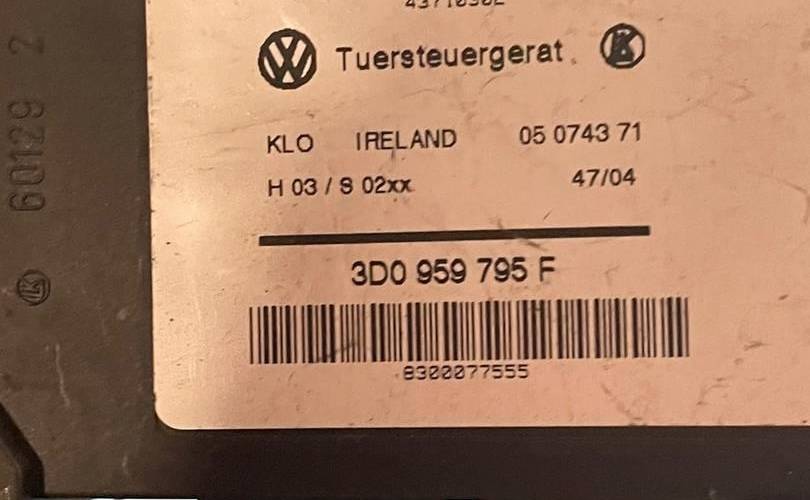 Tuersteuergerat.
KLO IRELAND 05 0743 71
H 03 / S 02xx 47/04
3D0 959 795 F
8300077555
60129 2